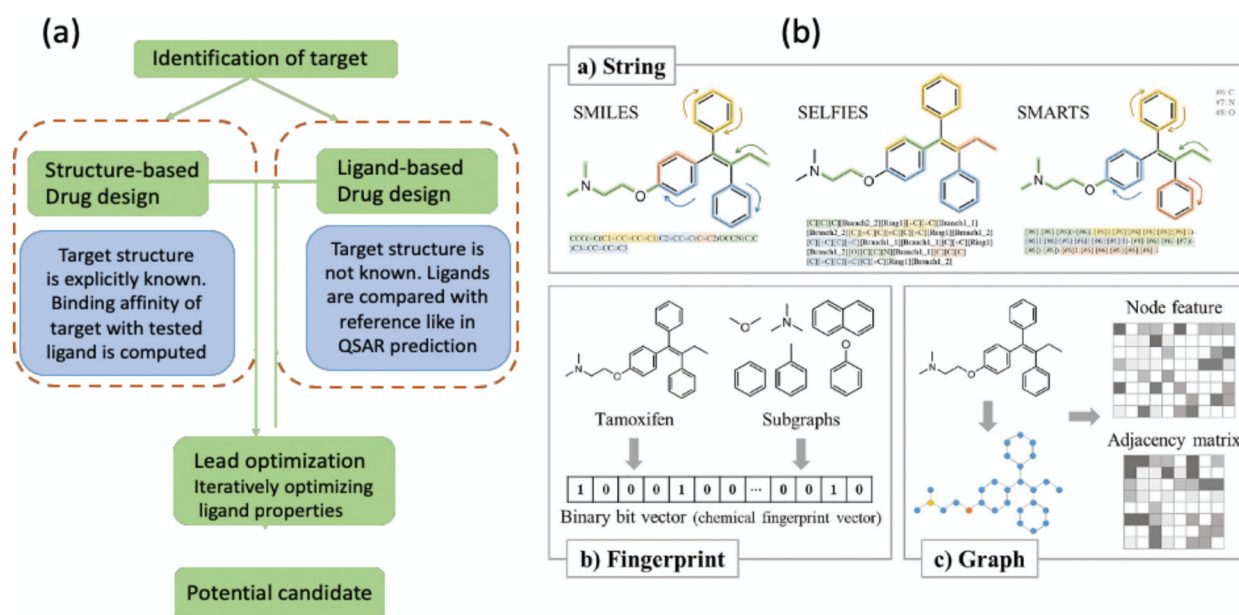 (a)
Identification of target
Structure-based
Drug design
Ligand-based
Drug design
Target structure
is explicitly known.
Binding affinity of
target with tested
ligand is computed
Target structure is
not known. Ligands
are compared with
reference like in
QSAR prediction
Lead optimization
Iteratively optimizing
ligand properties
Potential candidate
(b)
a) String
SMILES
N
O
SELFIES
N
O
SMARTS
N
O
#6: C
#7: N
#8: O
b) Fingerprint
N
O
Tamoxifen
O
N
O
Subgraphs
1 0 0 0 1 0 0 ... 0 0 1 0
Binary bit vector (chemical fingerprint vector)
c) Graph
N
O
Node feature
Adjacency matrix